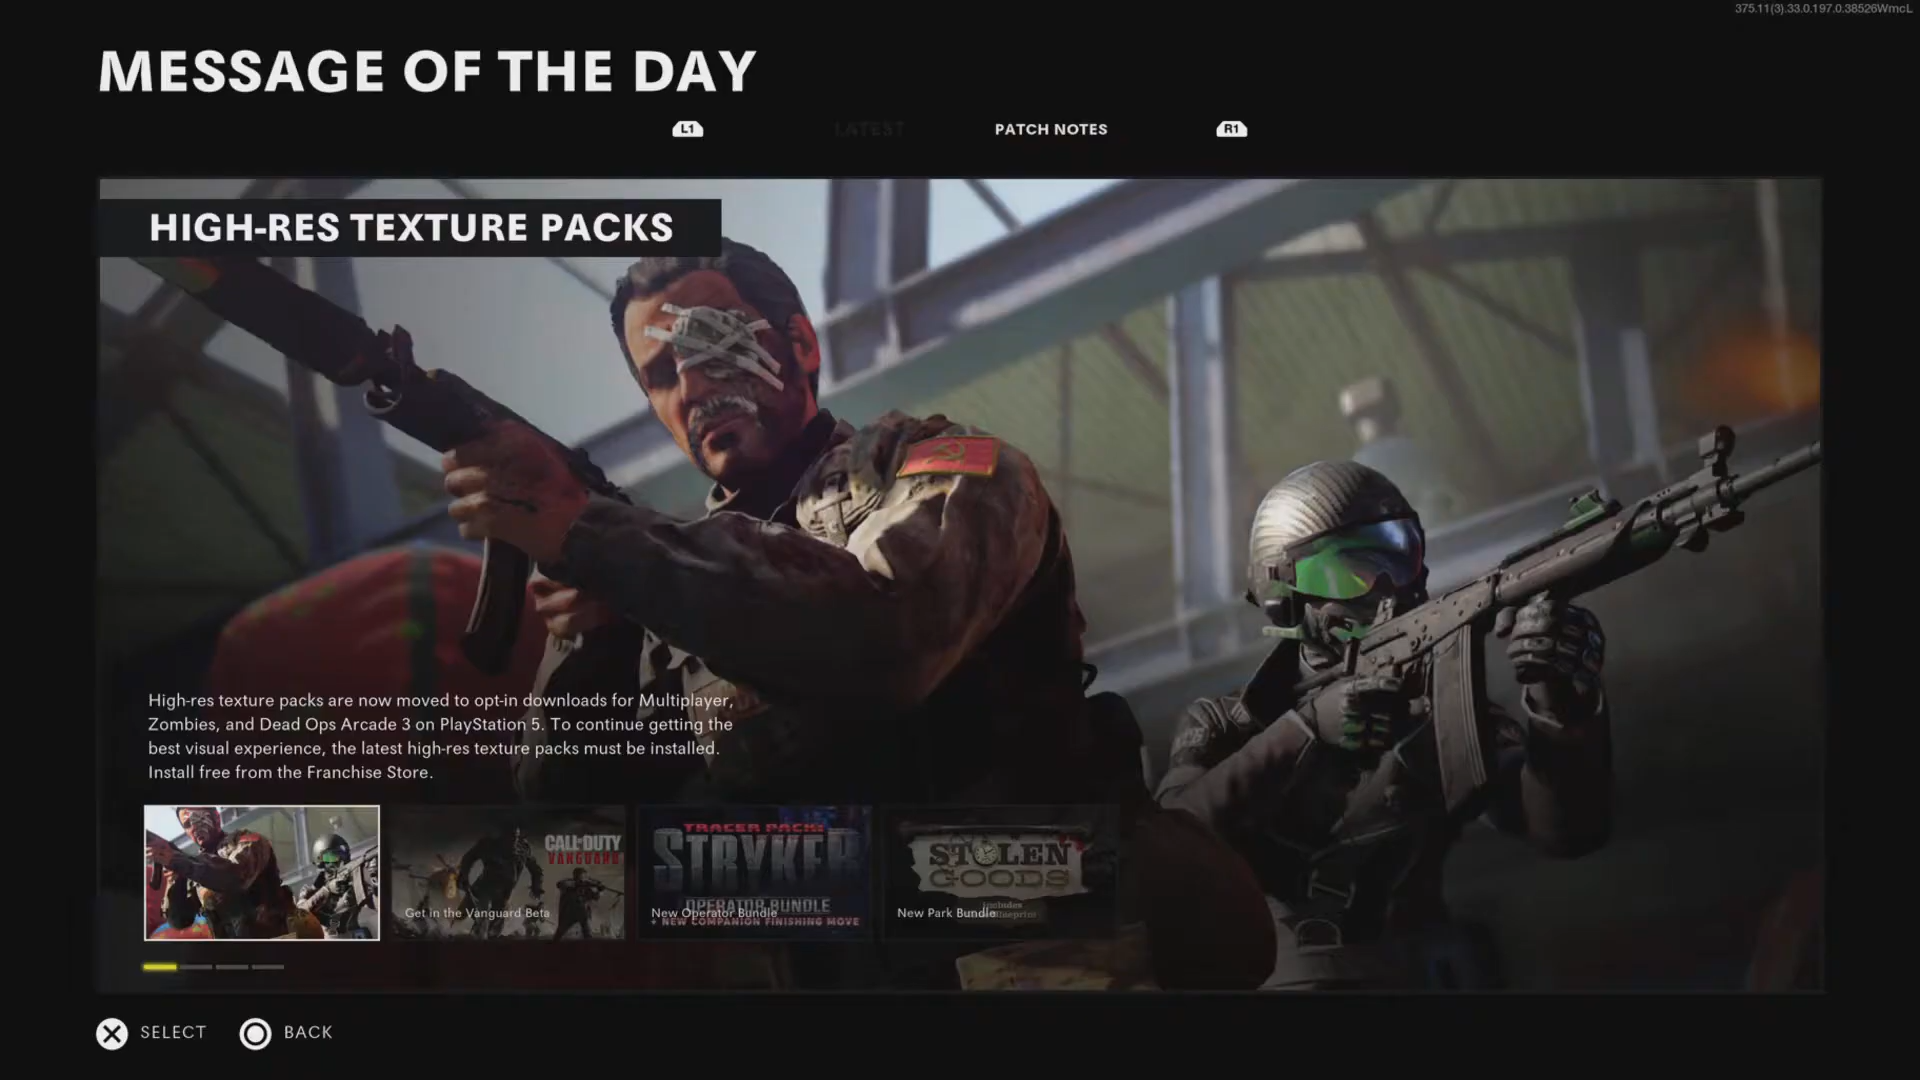 375.11(3).33.0.197.0.38526WmcL
MESSAGE OF THE DAY
L1
LATEST
PATCH NOTES
R1
HIGH-RES TEXTURE PACKS
High-res texture packs are now moved to opt-in downloads for Multiplayer,
Zombies, and Dead Ops Arcade 3 on PlayStation 5. To continue getting the
best visual experience, the latest high-res texture packs must be installed.
Install free from the Franchise Store.
CALL OF DUTY
VANGUARD
Get in the Vanguard Beta
TRACER PACK:
STRYKER
OPERATOR BUNDLE
New Operator Bundle
+ NEW COMPANION FINISHING MOVE
STOLEN
GOODS
Includes
New Park Bundle
SELECT
BACK